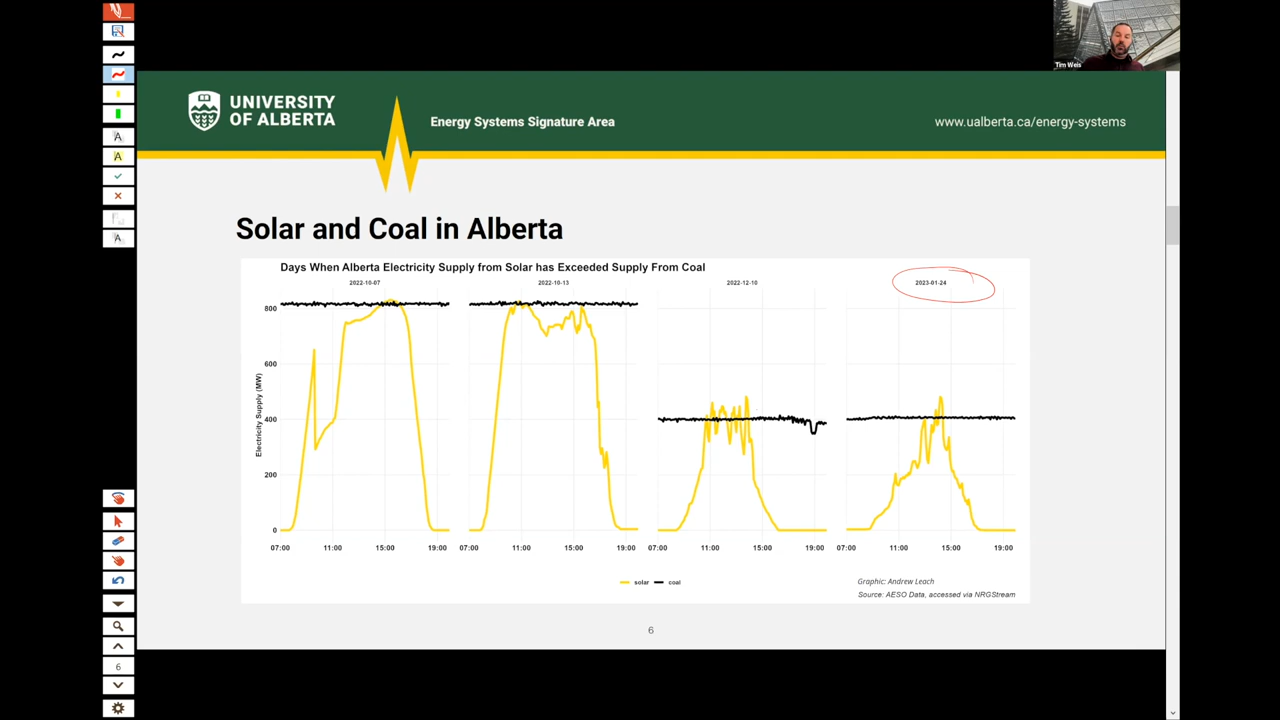 Tim Weis
UNIVERSITY
OF ALBERTA
Energy Systems Signature Area
www.ualberta.ca/energy-systems
Solar and Coal in Alberta
Days When Alberta Electricity Supply from Solar has Exceeded Supply From Coal
2022-10-07 2022-10-13 2022-12-10 2023-01-24
Electricity Supply (MW)
800
600
400
200
0
07:00 11:00 15:00 19:00 07:00 11:00 15:00 19:00 07:00 11:00 15:00 19:00 07:00 11:00 15:00 19:00
solar coal
Graphic: Andrew Leach
Source: AESO Data, accessed via NRGStream
6
A
A
A
6